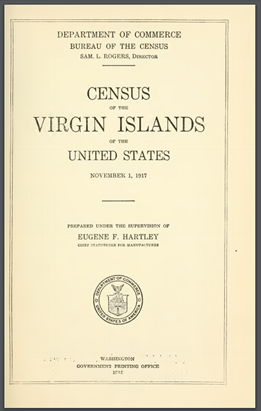 DEPARTMENT OF COMMERCE
BUREAU OF THE CENSUS
SAM. L. ROGERS, DIRECTOR
CENSUS
OF THE
VIRGIN ISLANDS
OF THE
UNITED STATES
NOVEMBER 1, 1917
PREPARED UNDER THE SUPERVISION OF
EUGENE F. HARTLEY
CHIEF STATISTICIAN FOR MANUFACTURES
DEPARTMENT OF COMMERCE
UNITED STATES OF AMERICA
WASHINGTON
GOVERNMENT PRINTING OFFICE